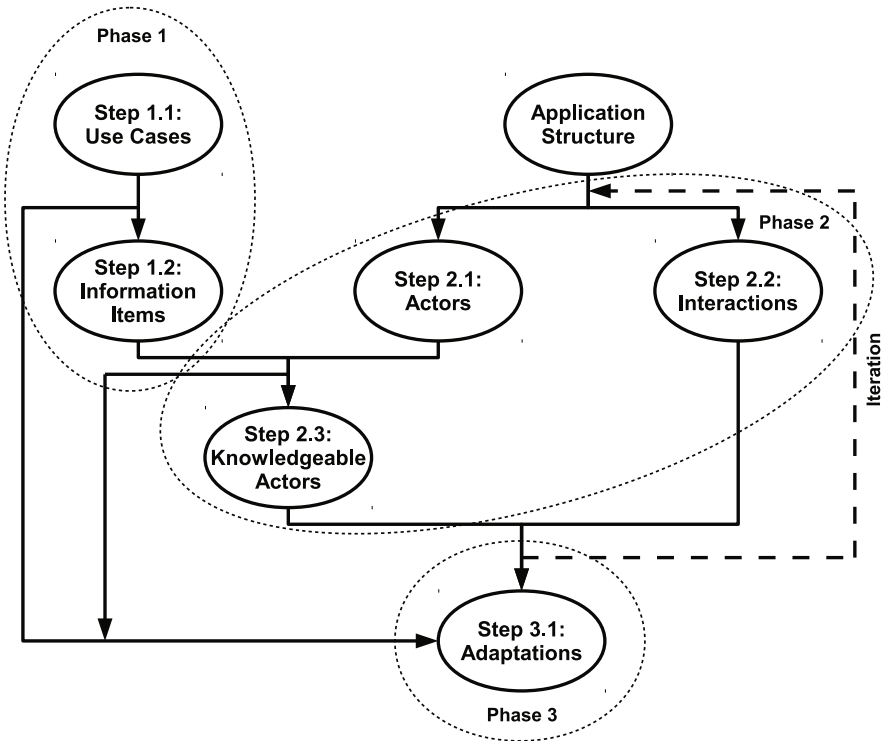 Phase 1
Step 1.1:
Use Cases
Application
Structure
Phase 2
Step 1.2:
Information
Items
Step 2.1:
Actors
Step 2.2:
Interactions
Iteration
Step 2.3:
Knowledgeable
Actors
Step 3.1:
Adaptations
Phase 3